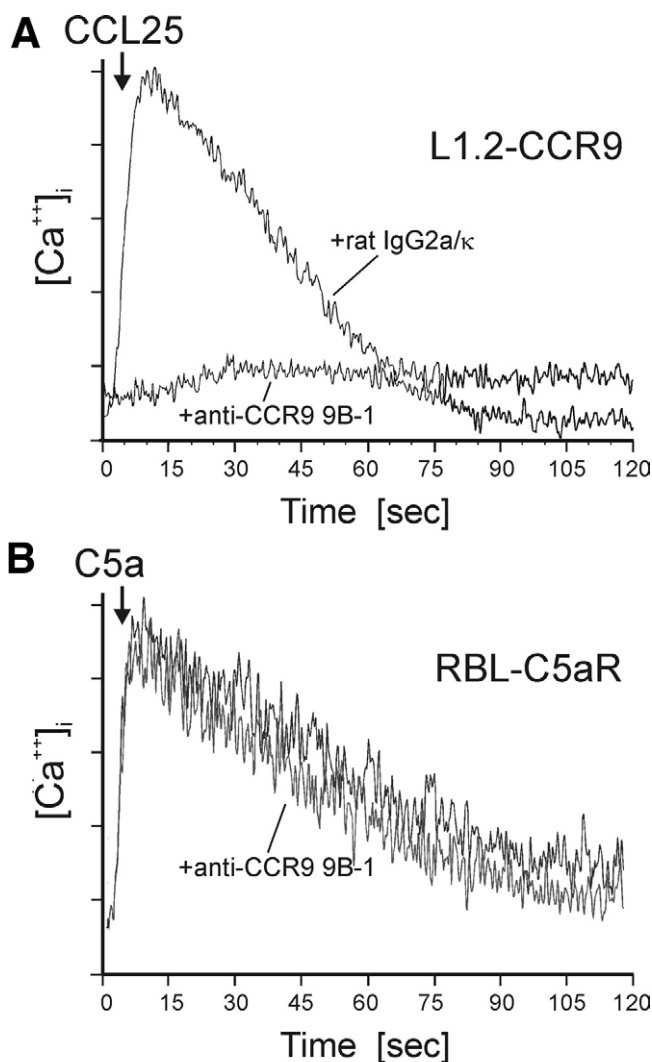 A
CCL25
L1.2-CCR9
[Ca++]i
+rat IgG2a/κ
+anti-CCR9 9B-1
0 15 30 45 60 75 90 105 120
Time [sec]
B
C5a
RBL-C5aR
[Ca++]i
+anti-CCR9 9B-1
0 15 30 45 60 75 90 105 120
Time [sec]